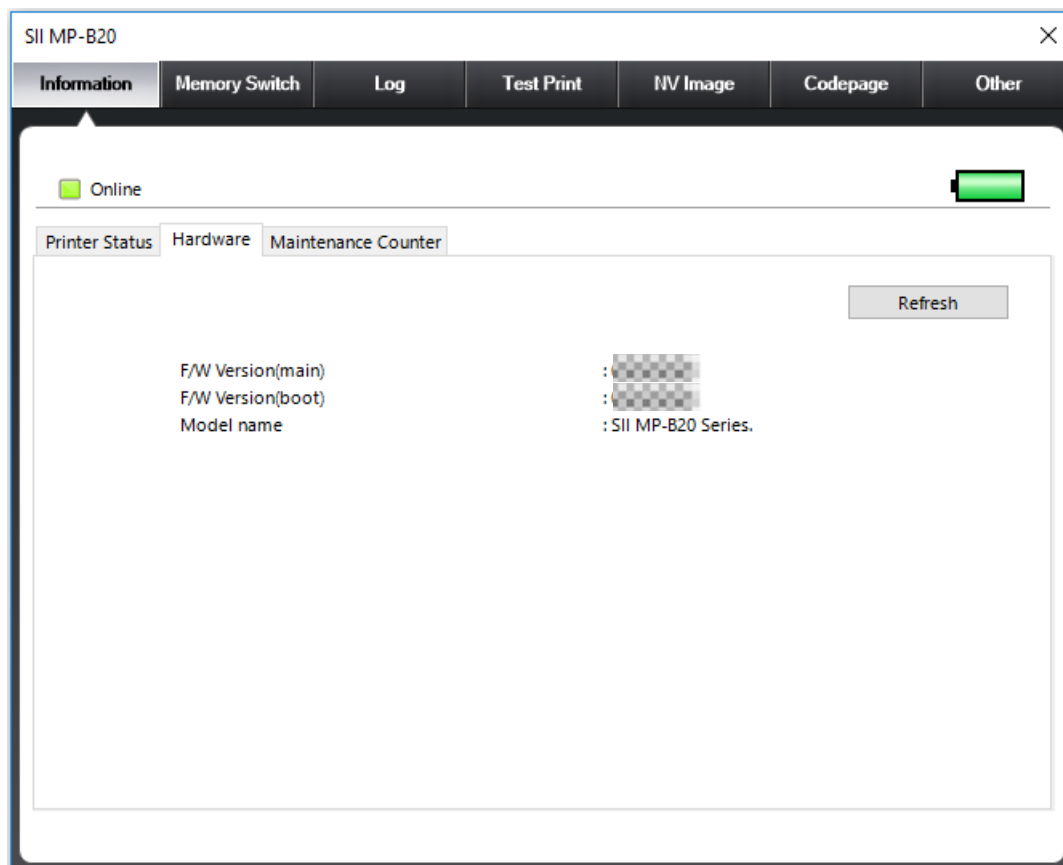 SII MP-B20
Information Memory Switch Log Test Print NV Image Codepage Other
Online
Printer Status Hardware Maintenance Counter
Refresh
F/W Version(main) :
F/W Version(boot) :
Model name : SII MP-B20 Series.